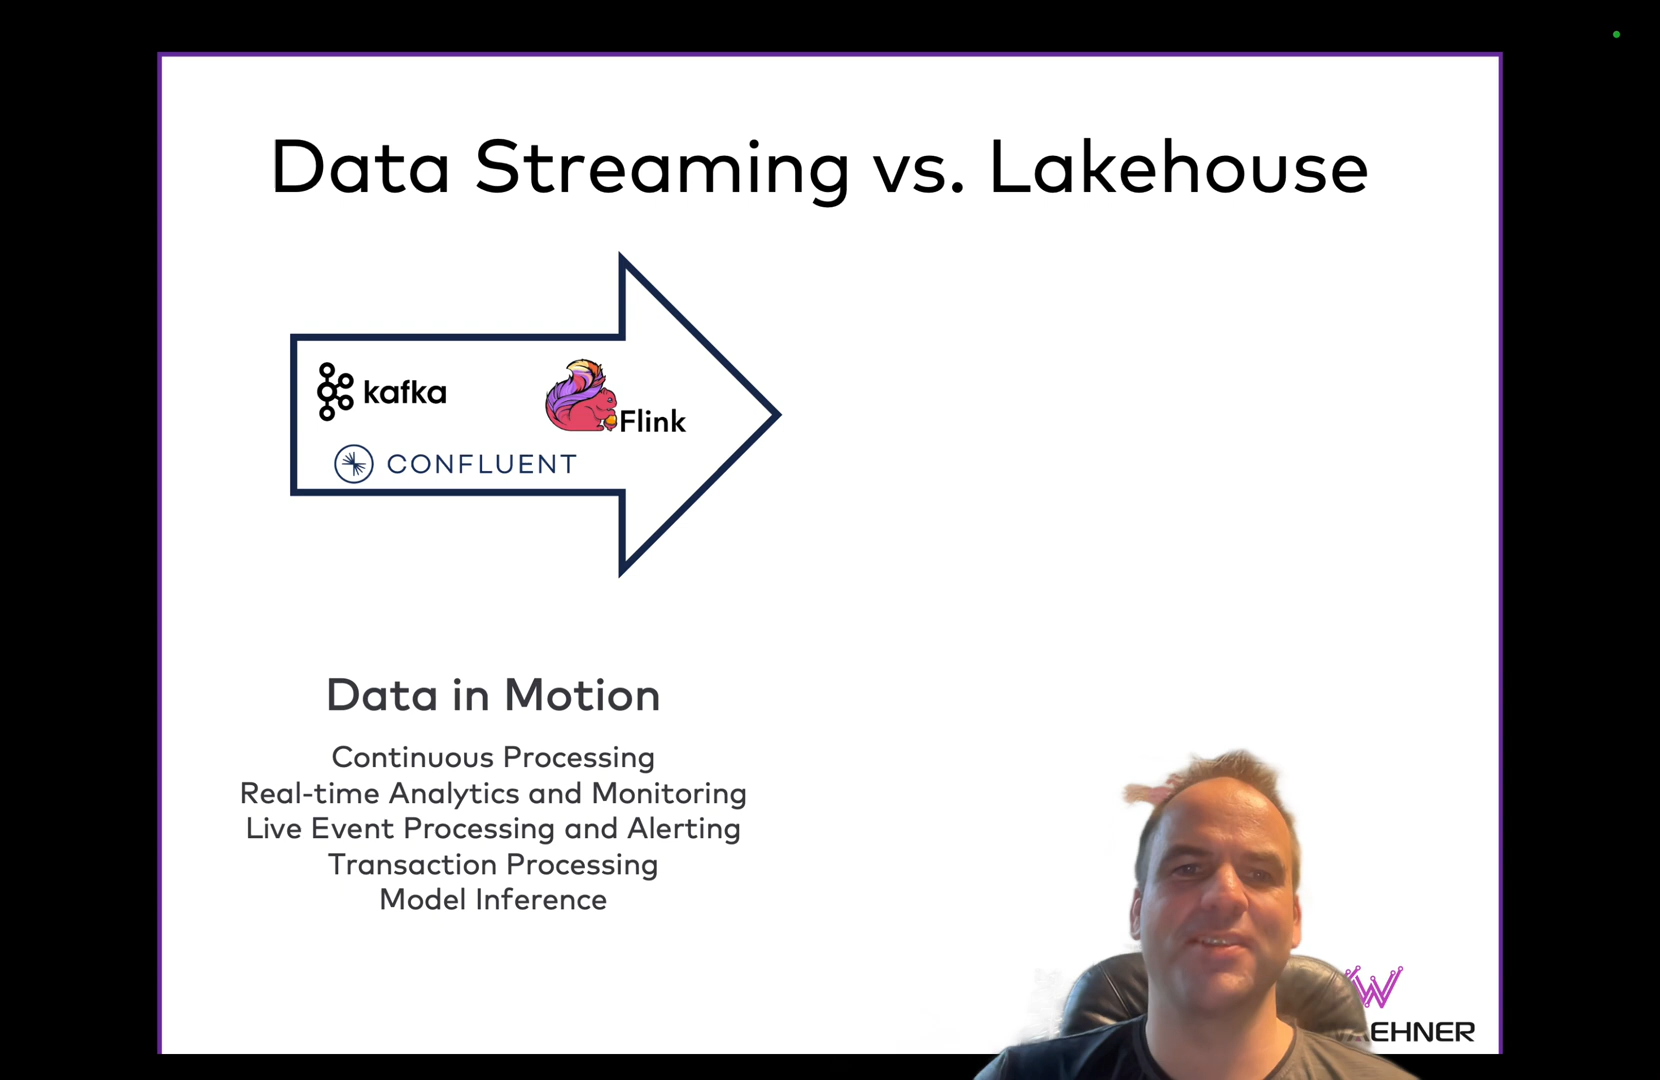 Data Streaming vs. Lakehouse
kafka
Flink
CONFLUENT
Data in Motion
Continuous Processing
Real-time Analytics and Monitoring
Live Event Processing and Alerting
Transaction Processing
Model Inference
EHNER